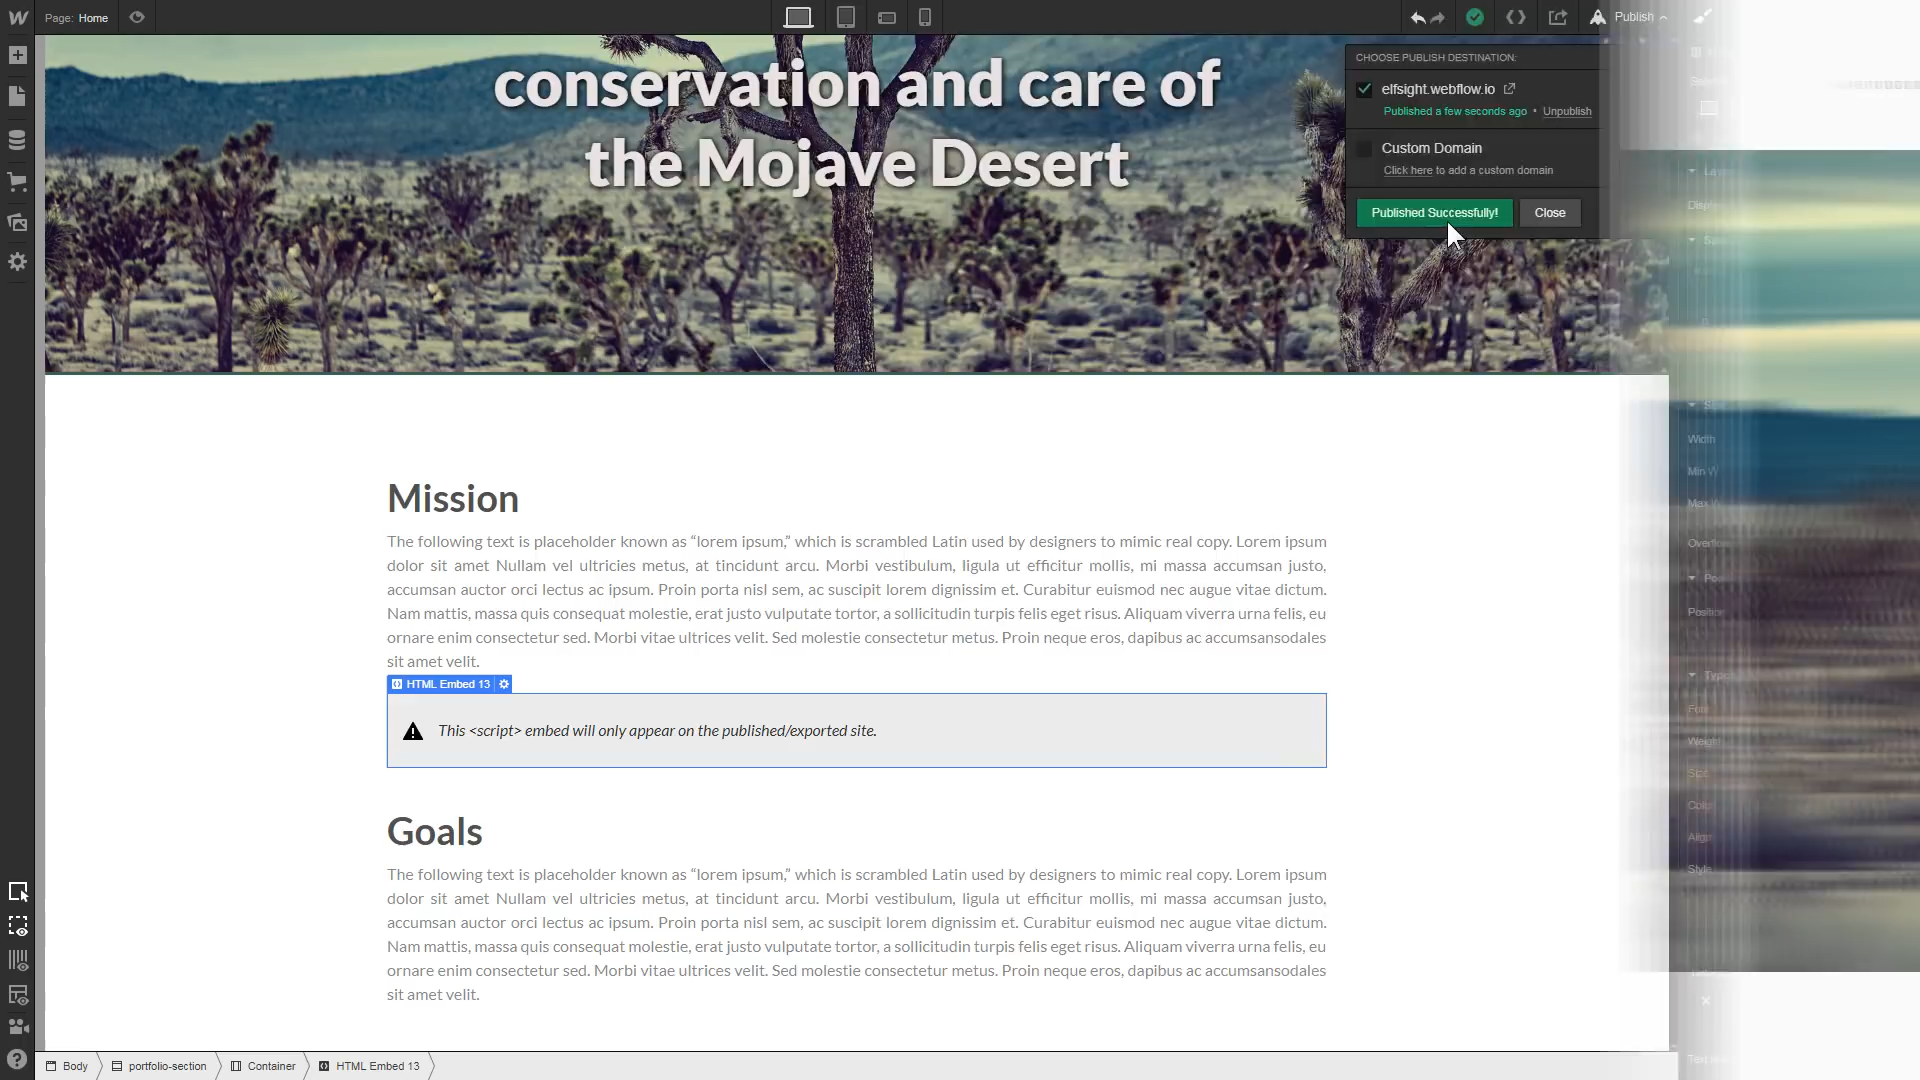 Page: Home
Publish
conservation and care of
the Mojave Desert
CHOOSE PUBLISH DESTINATION:
elfsight.webflow.io
Published a few seconds ago • Unpublish
Custom Domain
Click here to add a custom domain
Published Successfully!
Close
Mission
The following text is placeholder known as “lorem ipsum,” which is scrambled Latin used by designers to mimic real copy. Lorem ipsum
dolor sit amet Nullam vel ultricies metus, at tincidunt arcu. Morbi vestibulum, ligula ut efficitur mollis, mi massa accumsan justo,
accumsan auctor orci lectus ac ipsum. Proin porta nisl sem, ac suscipit lorem dignissim et. Curabitur euismod nec augue vitae dictum.
Nam mattis, massa quis consequat molestie, erat justo vulputate tortor, a sollicitudin turpis felis eget risus. Aliquam viverra urna felis, eu
ornare enim consectetur sed. Morbi vitae ultrices velit. Sed molestie consectetur metus. Proin neque eros, dapibus ac accumsansodales
sit amet velit.
HTML Embed 13
This <script> embed will only appear on the published/exported site.
Goals
The following text is placeholder known as “lorem ipsum,” which is scrambled Latin used by designers to mimic real copy. Lorem ipsum
dolor sit amet Nullam vel ultricies metus, at tincidunt arcu. Morbi vestibulum, ligula ut efficitur mollis, mi massa accumsan justo,
accumsan auctor orci lectus ac ipsum. Proin porta nisl sem, ac suscipit lorem dignissim et. Curabitur euismod nec augue vitae dictum.
Nam mattis, massa quis consequat molestie, erat justo vulputate tortor, a sollicitudin turpis felis eget risus. Aliquam viverra urna felis, eu
ornare enim consectetur sed. Morbi vitae ultrices velit. Sed molestie consectetur metus. Proin neque eros, dapibus ac accumsansodales
sit amet velit.
Width
Font
Weight
Size
Align
Style
Body
portfolio-section
Container
HTML Embed 13